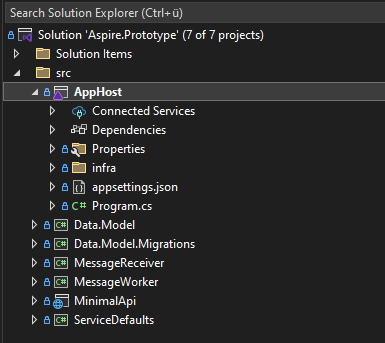 Search Solution Explorer (Ctrl+ü)
Solution 'Aspire.Prototype' (7 of 7 projects)
Solution Items
src
AppHost
Connected Services
Dependencies
Properties
infra
appsettings.json
C# Program.cs
C# Data.Model
C# Data.Model.Migrations
C# MessageReceiver
C# MessageWorker
MinimalApi
C# ServiceDefaults